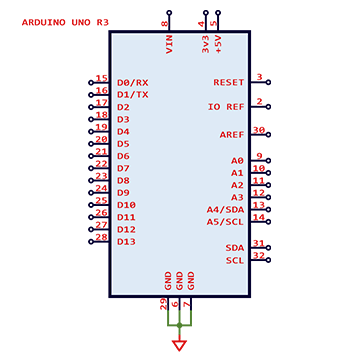 ARDUINO UNO R3
8 4 5
VIN 3v3 +5V
15 D0/RX
16 D1/TX
17 D2
18 D3
19 D4
20 D5
21 D6
22 D7
23 D8
24 D9
25 D10
26 D11
27 D12
28 D13
RESET 3
IO REF 2
AREF 30
A0 9
A1 10
A2 11
A3 12
A4/SDA 13
A5/SCL 14
SDA 31
SCL 32
GND GND GND
29 6 7